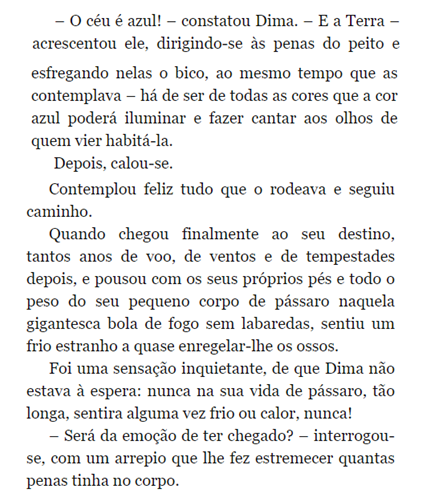 – O céu é azul! – constatou Dima. – E a Terra –
acrescentou ele, dirigindo-se às penas do peito e
esfregando nelas o bico, ao mesmo tempo que as
contemplava – há de ser de todas as cores que a cor
azul poderá iluminar e fazer cantar aos olhos de
quem vier habitá-la.
Depois, calou-se.
Contemplou feliz tudo que o rodeava e seguiu
caminho.
Quando chegou finalmente ao seu destino,
tantos anos de voo, de ventos e de tempestades
depois, e pousou com os seus próprios pés e todo o
peso do seu pequeno corpo de pássaro naquela
gigantesca bola de fogo sem labaredas, sentiu um
frio estranho a quase enregelar-lhe os ossos.
Foi uma sensação inquietante, de que Dima não
estava à espera: nunca na sua vida de pássaro, tão
longa, sentira alguma vez frio ou calor, nunca!
– Será da emoção de ter chegado? – interrogou-
se, com um arrepio que lhe fez estremecer quantas
penas tinha no corpo.